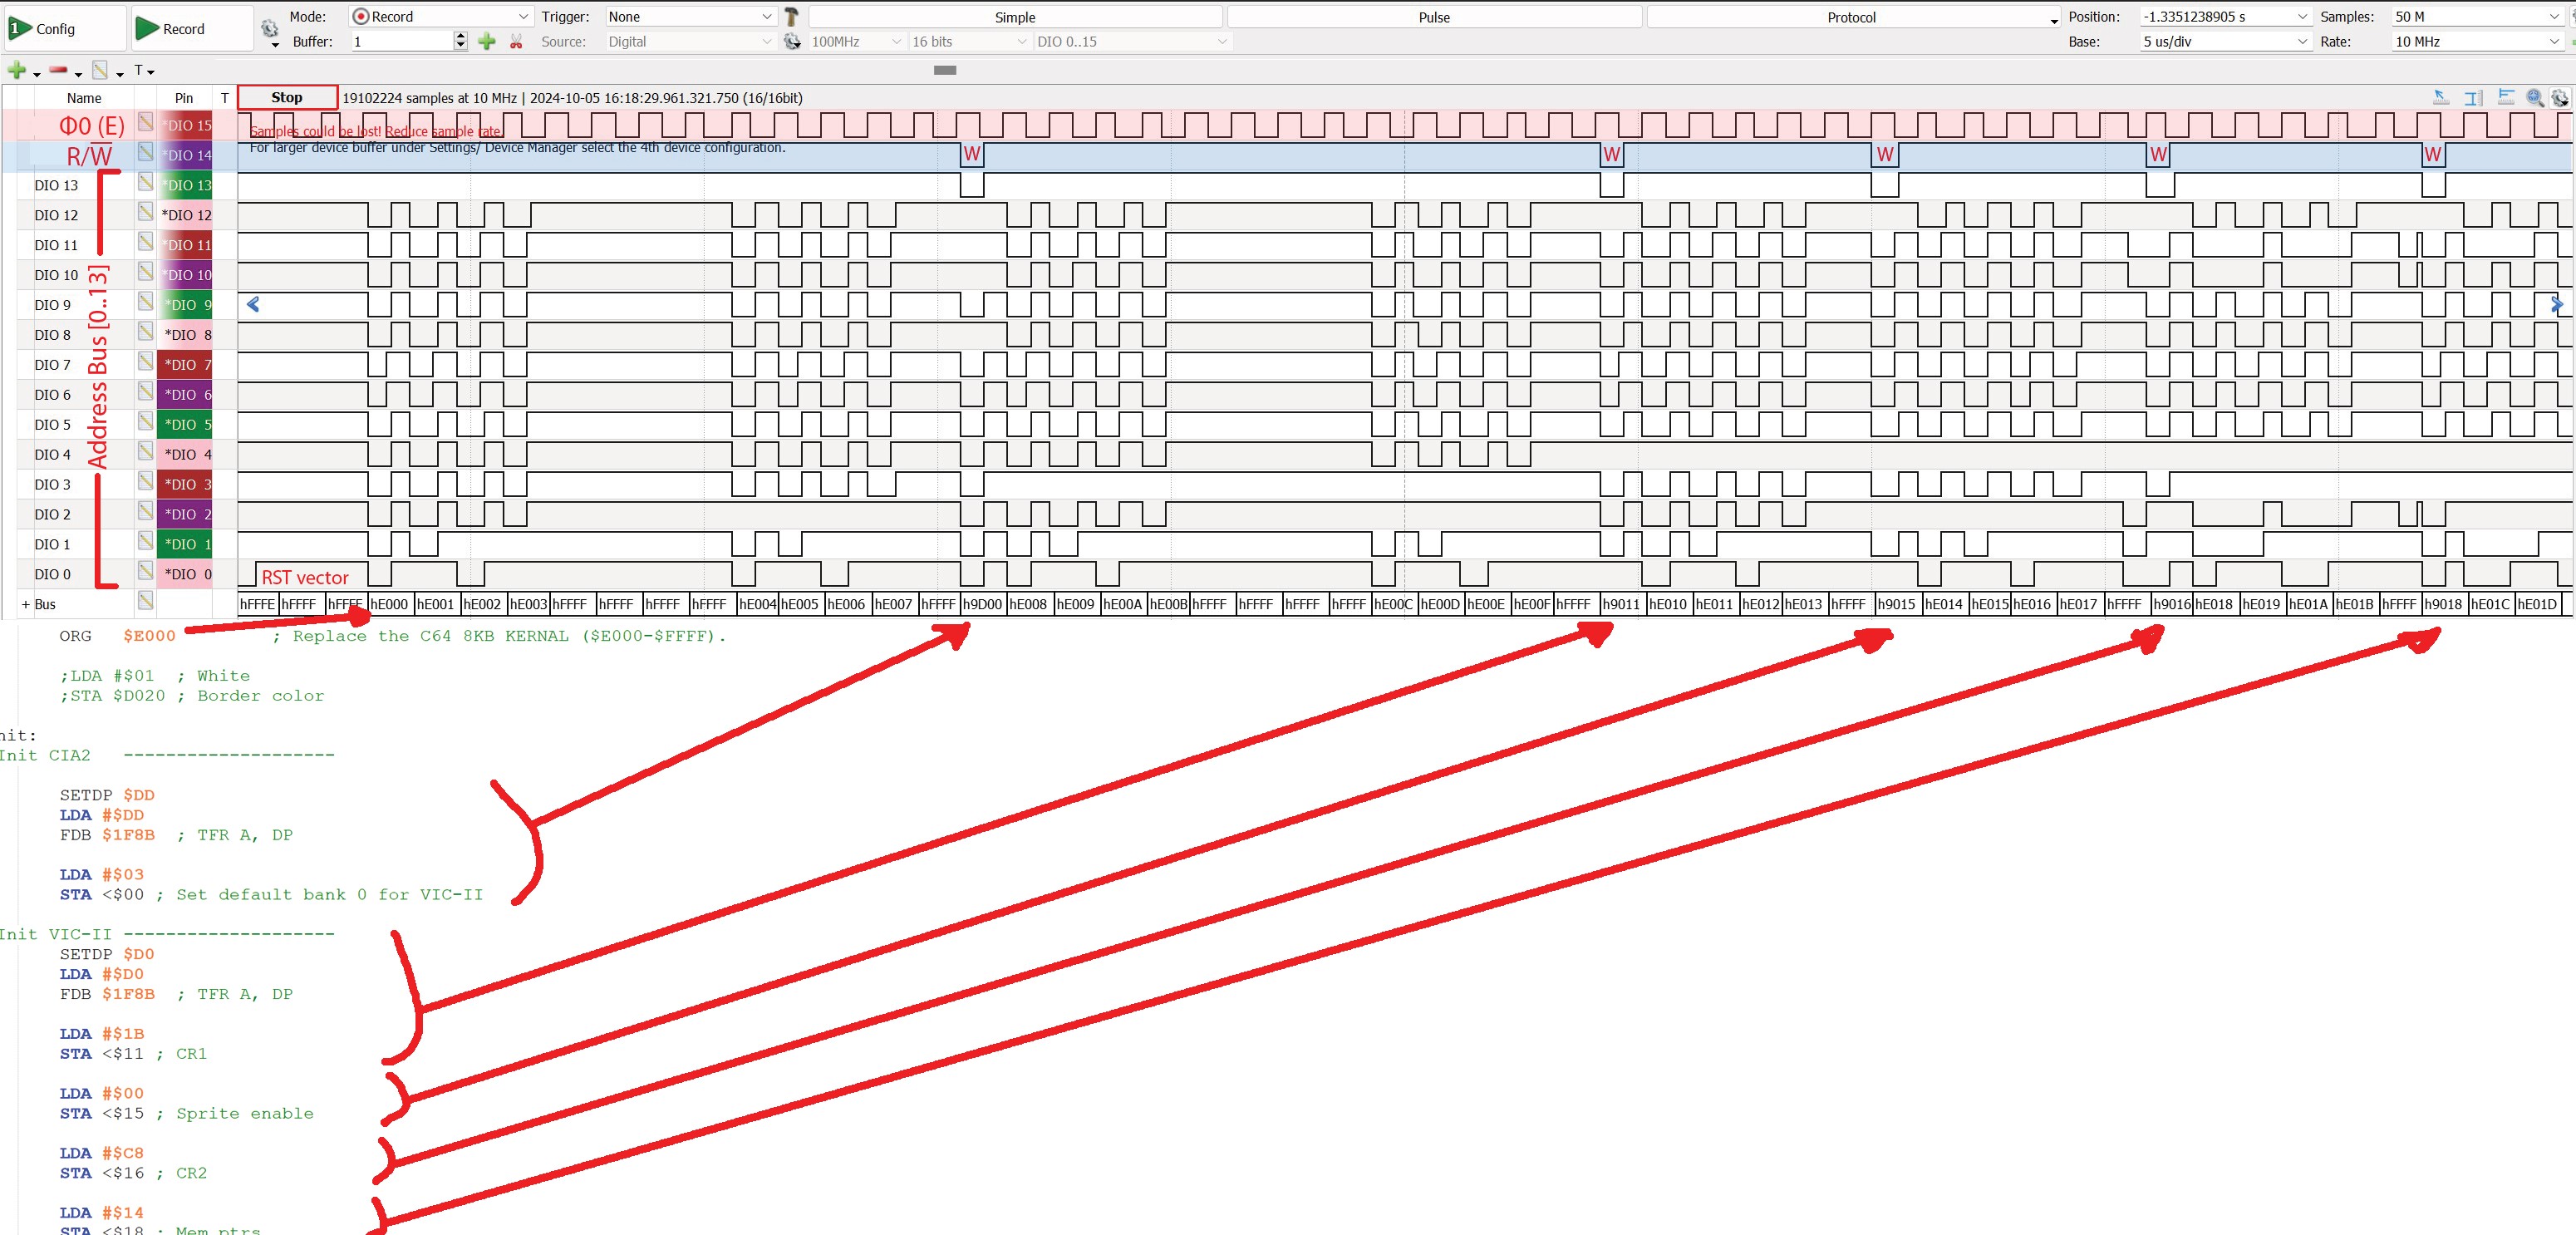 Config Record Mode: Record Trigger: None Simple Pulse Protocol Position: -1.3351238905 s Samples: 50 M
Buffer: 1 Source: Digital 100MHz 16 bits DIO 0..15 Base: 5 us/div Rate: 10 MHz
T
Name Pin T Stop 19102224 samples at 10 MHz | 2024-10-05 16:18:29.961.321.750 (16/16bit)
Φ0 (E) *DIO 15 Samples could be lost! Reduce sample rate.
R/W̅ *DIO 14 For larger device buffer under Settings/ Device Manager select the 4th device configuration. W W W W W
DIO 13 *DIO 13
DIO 12 *DIO 12
DIO 11 *DIO 11
DIO 10 *DIO 10
DIO 9 *DIO 9
DIO 8 *DIO 8
DIO 7 *DIO 7
DIO 6 *DIO 6
DIO 5 *DIO 5
DIO 4 *DIO 4
DIO 3 *DIO 3
DIO 2 *DIO 2
DIO 1 *DIO 1
DIO 0 *DIO 0 RST vector
Address Bus [0..13]
+ Bus hFFFE hFFFF hFFFF hE000 hE001 hE002 hE003 hFFFF hFFFF hFFFF hFFFF hE004 hE005 hE006 hE007 hFFFF h9D00 hE008 hE009 hE00A hE00B hFFFF hFFFF hFFFF hFFFF hE00C hE00D hE00E hE00F hFFFF h9011 hE010 hE011 hE012 hE013 hFFFF h9015 hE014 hE015 hE016 hE017 hFFFF h9016 hE018 hE019 hE01A hE01B hFFFF h9018 hE01C hE01D
ORG $E000 ; Replace the C64 8KB KERNAL ($E000-$FFFF).
;LDA #$01 ; White
;STA $D020 ; Border color
nit:
Init CIA2 --------------------
SETDP $DD
LDA #$DD
FDB $1F8B ; TFR A, DP
LDA #$03
STA <$00 ; Set default bank 0 for VIC-II
Init VIC-II --------------------
SETDP $D0
LDA #$D0
FDB $1F8B ; TFR A, DP
LDA #$1B
STA <$11 ; CR1
LDA #$00
STA <$15 ; Sprite enable
LDA #$C8
STA <$16 ; CR2
LDA #$14
STA <$18 ; Mem ptrs